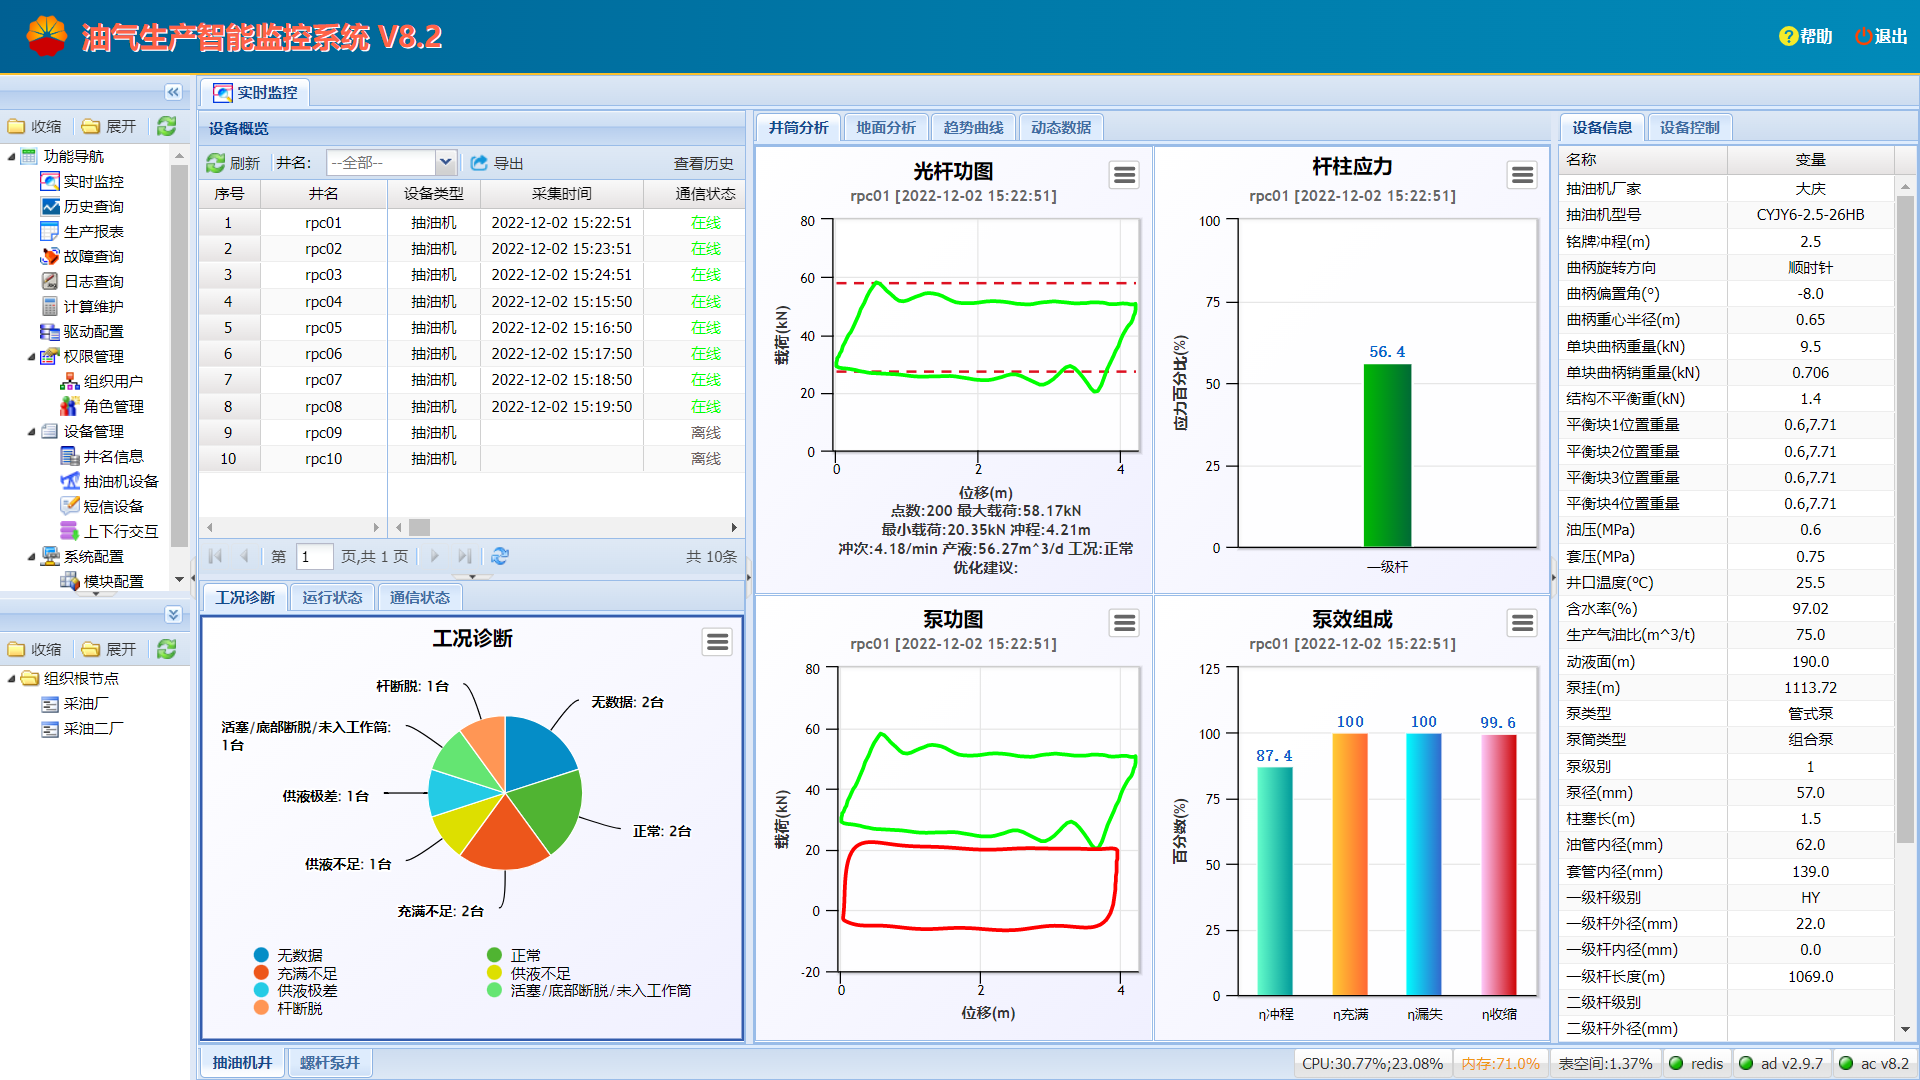 油气生产智能监控系统 V8.2
帮助
退出
收缩 展开
功能导航
实时监控
历史查询
生产报表
故障查询
日志查询
计算维护
驱动配置
权限管理
组织用户
角色管理
设备管理
井名信息
抽油机设备
短信设备
上下行交互
系统配置
模块配置
收缩 展开
组织根节点
采油厂
采油二厂
实时监控
设备概览
刷新 井名: --全部-- 导出 查看历史
序号 井名 设备类型 采集时间 通信状态
1 rpc01 抽油机 2022-12-02 15:22:51 在线
2 rpc02 抽油机 2022-12-02 15:23:51 在线
3 rpc03 抽油机 2022-12-02 15:24:51 在线
4 rpc04 抽油机 2022-12-02 15:15:50 在线
5 rpc05 抽油机 2022-12-02 15:16:50 在线
6 rpc06 抽油机 2022-12-02 15:17:50 在线
7 rpc07 抽油机 2022-12-02 15:18:50 在线
8 rpc08 抽油机 2022-12-02 15:19:50 在线
9 rpc09 抽油机 离线
10 rpc10 抽油机 离线
第 1 页,共 1 页 共 10条
工况诊断 运行状态 通信状态
工况诊断
杆断脱: 1台
无数据: 2台
活塞/底部断脱/未入工作筒:
1台
供液极差: 1台
正常: 2台
供液不足: 1台
充满不足: 2台
无数据 正常
充满不足 供液不足
供液极差 活塞/底部断脱/未入工作筒
杆断脱
抽油机井 螺杆泵井
井筒分析 地面分析 趋势曲线 动态数据
光杆功图
rpc01 [2022-12-02 15:22:51]
80
60
40
20
0
载荷(kN)
0 2 4
位移(m)
点数:200 最大载荷:58.17kN
最小载荷:20.35kN 冲程:4.21m
冲次:4.18/min 产液:56.27m^3/d 工况:正常
优化建议:
杆柱应力
rpc01 [2022-12-02 15:22:51]
100
75
50
25
0
应力百分比(%)
56.4
一级杆
泵功图
rpc01 [2022-12-02 15:22:51]
80
60
40
20
0
-20
载荷(kN)
0 2 4
位移(m)
泵效组成
rpc01 [2022-12-02 15:22:51]
125
100
75
50
25
0
百分数(%)
87.4 100 100 99.6
η冲程 η充满 η漏失 η收缩
设备信息 设备控制
名称 变量
抽油机厂家 大庆
抽油机型号 CYJY6-2.5-26HB
铭牌冲程(m) 2.5
曲柄旋转方向 顺时针
曲柄偏置角(°) -8.0
曲柄重心半径(m) 0.65
单块曲柄重量(kN) 9.5
单块曲柄销重量(kN) 0.706
结构不平衡重(kN) 1.4
平衡块1位置重量 0.6,7.71
平衡块2位置重量 0.6,7.71
平衡块3位置重量 0.6,7.71
平衡块4位置重量 0.6,7.71
油压(MPa) 0.6
套压(MPa) 0.75
井口温度(℃) 25.5
含水率(%) 97.02
生产气油比(m^3/t) 75.0
动液面(m) 190.0
泵挂(m) 1113.72
泵类型 管式泵
泵筒类型 组合泵
泵级别 1
泵径(mm) 57.0
柱塞长(m) 1.5
油管内径(mm) 62.0
套管内径(mm) 139.0
一级杆级别 HY
一级杆外径(mm) 22.0
一级杆内径(mm) 0.0
一级杆长度(m) 1069.0
二级杆级别
二级杆外径(mm)
CPU:30.77%;23.08% 内存:71.0% 表空间:1.37% redis ad v2.9.7 ac v8.2